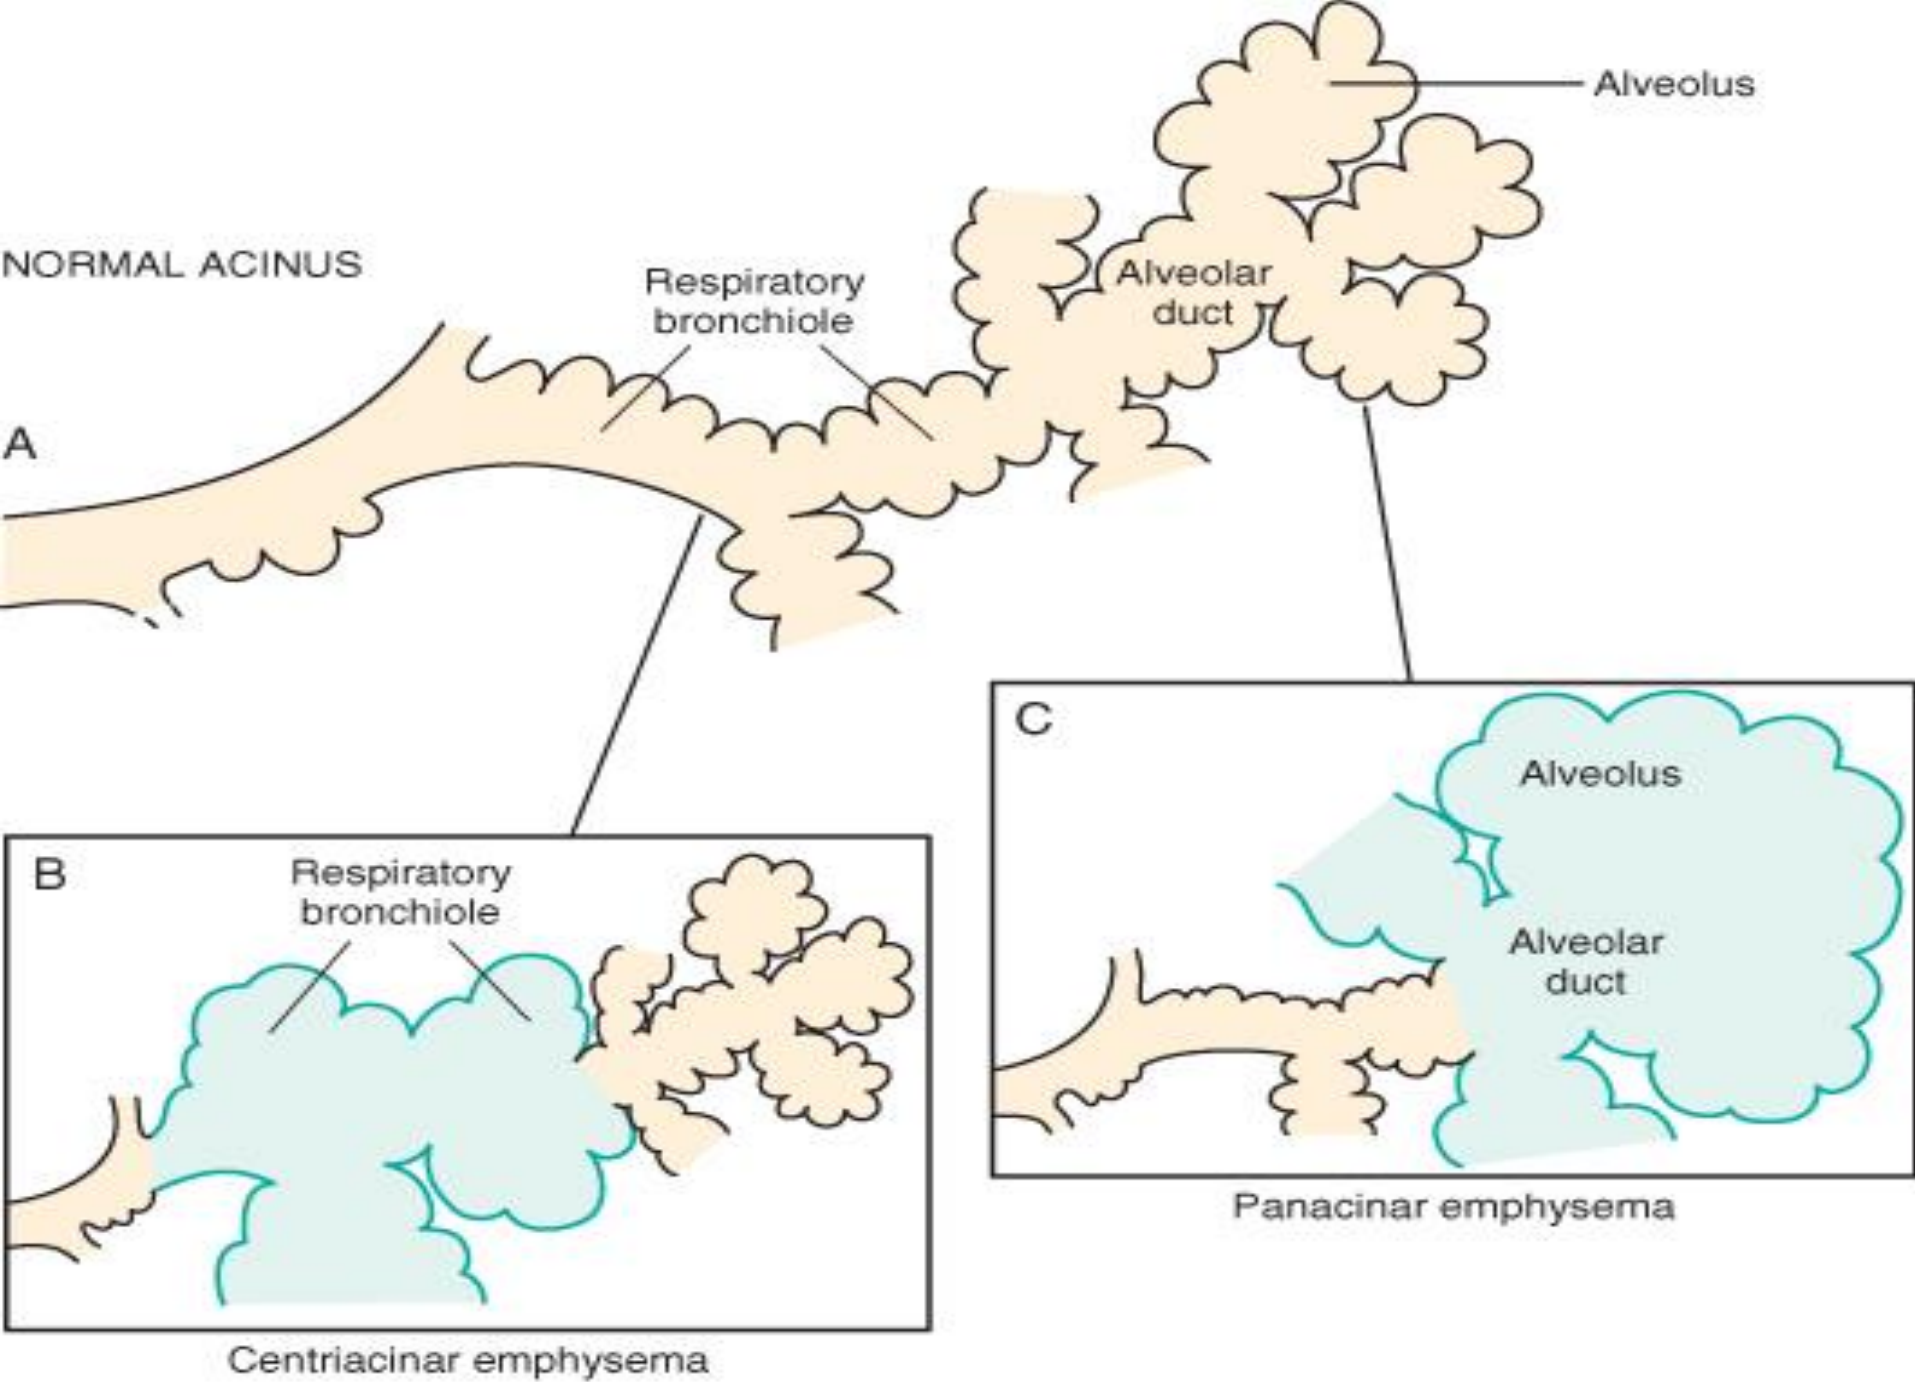 Alveolus
NORMAL ACINUS
Respiratory
bronchiole
Alveolar
duct
A
C
Alveolus
Alveolar
duct
Panacinar emphysema
B
Respiratory
bronchiole
Centriacinar emphysema